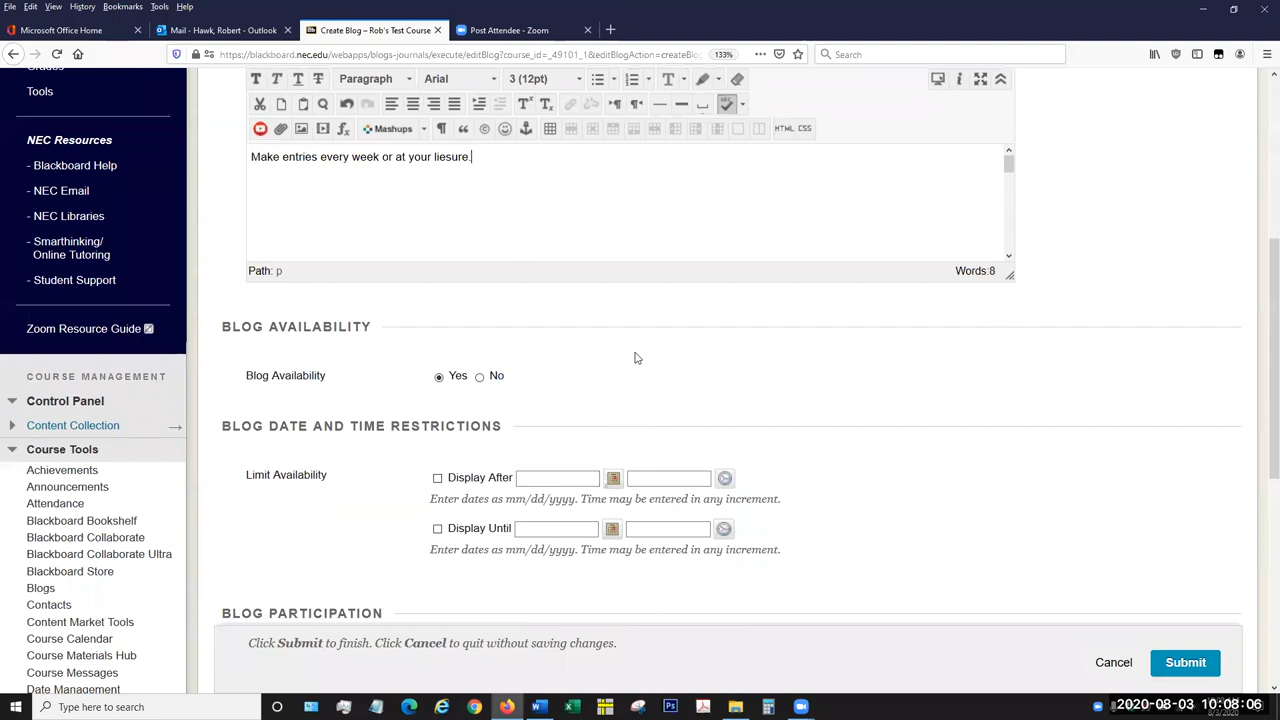 File Edit View History Bookmarks Tools Help
Microsoft Office Home
Mail - Hawk, Robert - Outlook
Create Blog – Rob's Test Course
Post Attendee - Zoom
https://blackboard.nec.edu/webapps/blogs-journals/execute/editBlog?course_id=_49101_1&editBlogAction=createBlo
133%
Search
Grades
Tools
NEC Resources
- Blackboard Help
- NEC Email
- NEC Libraries
- Smarthinking/
Online Tutoring
- Student Support
Zoom Resource Guide
COURSE MANAGEMENT
Control Panel
Content Collection
Course Tools
Achievements
Announcements
Attendance
Blackboard Bookshelf
Blackboard Collaborate
Blackboard Collaborate Ultra
Blackboard Store
Blogs
Contacts
Content Market Tools
Course Calendar
Course Materials Hub
Course Messages
Date Management
T T T T Paragraph Arial 3 (12pt) T
Mashups HTML CSS
Make entries every week or at your liesure.
Path: p Words:8
BLOG AVAILABILITY
Blog Availability Yes No
BLOG DATE AND TIME RESTRICTIONS
Limit Availability Display After
Enter dates as mm/dd/yyyy. Time may be entered in any increment.
Display Until
Enter dates as mm/dd/yyyy. Time may be entered in any increment.
BLOG PARTICIPATION
Click Submit to finish. Click Cancel to quit without saving changes.
Cancel Submit
Type here to search
2020-08-03 10:08:06